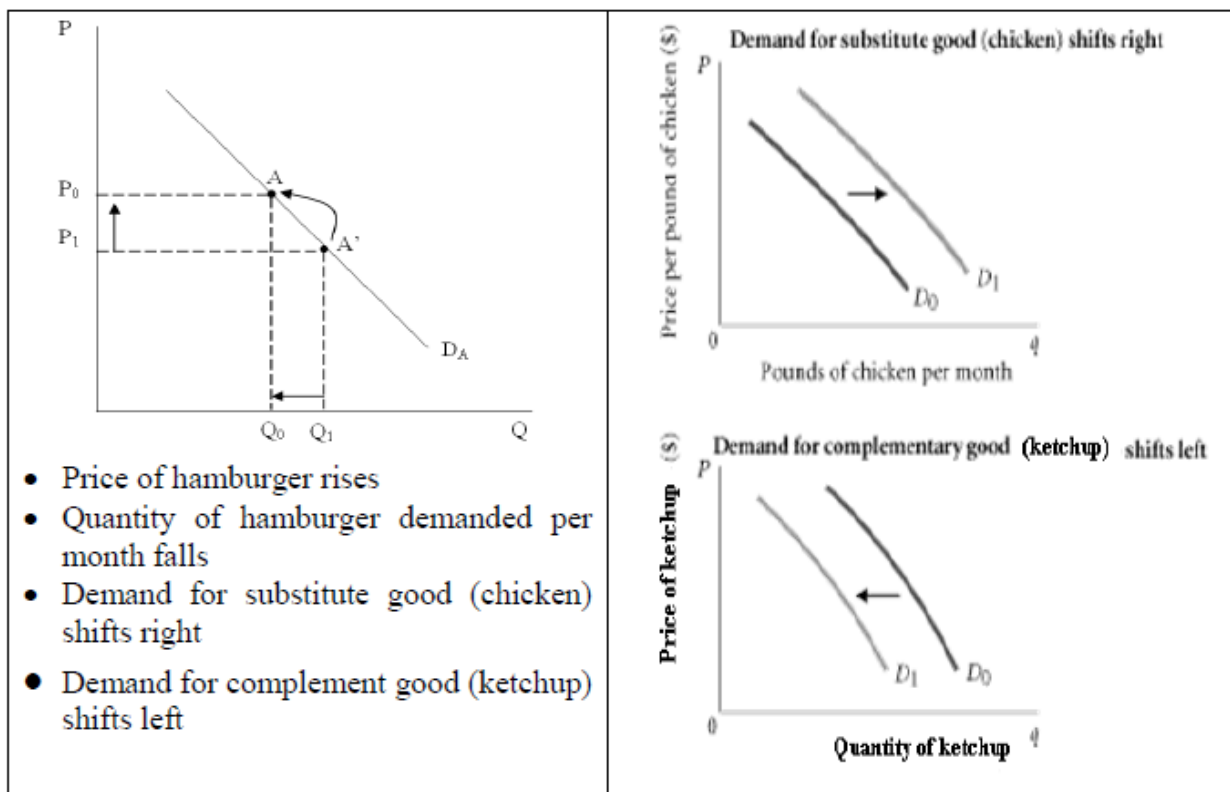 P
P0
P1
A
A'
DA
Q0
Q1
Q
• Price of hamburger rises
• Quantity of hamburger demanded per
month falls
• Demand for substitute good (chicken)
shifts right
• Demand for complement good (ketchup)
shifts left
Demand for substitute good (chicken) shifts right
Price per pound of chicken ($)
P
D0
D1
0
q
Pounds of chicken per month
Demand for complementary good (ketchup) shifts left
Price of ketchup ($)
P
D1
D0
0
q
Quantity of ketchup